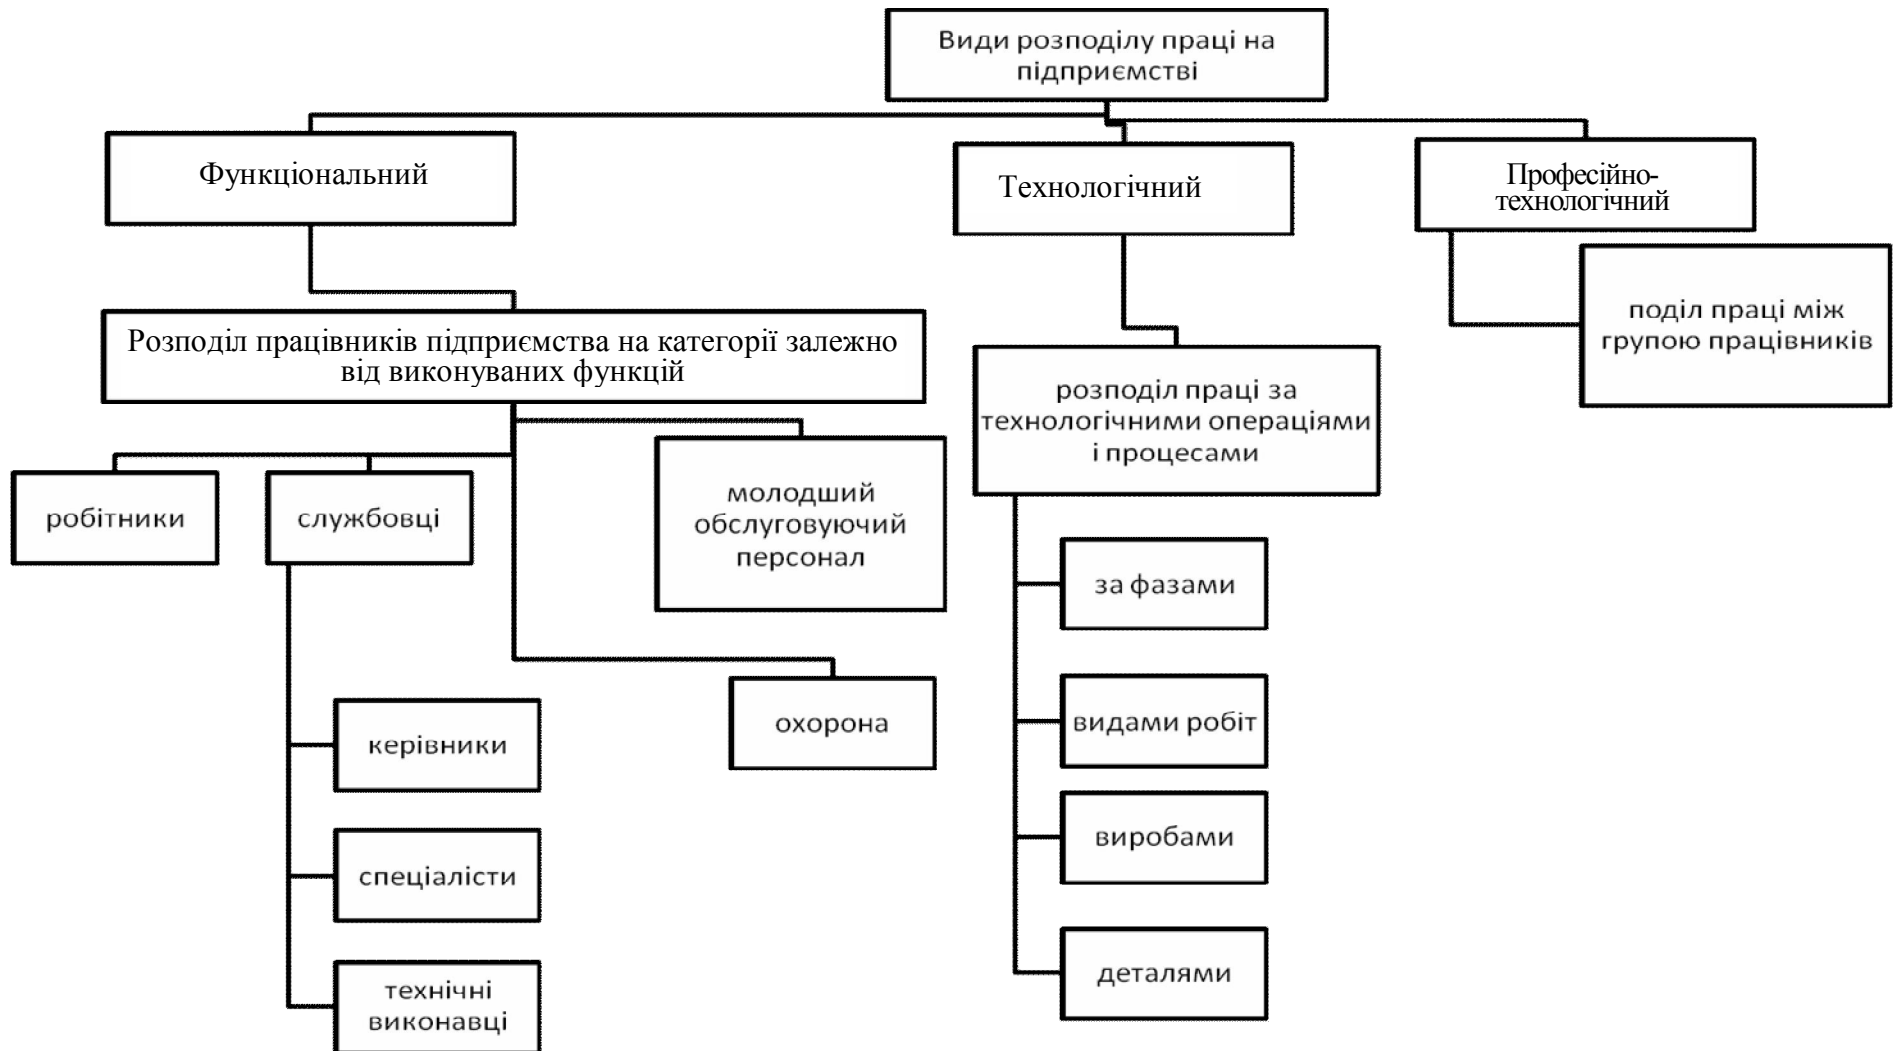 Види розподілу праці на
підприємстві
Функціональний
Технологічний
Професійно-
технологічний
поділ праці між
групою працівників
Розподіл працівників підприємства на категорії залежно
від виконуваних функцій
розподіл праці за
технологічними операціями
і процесами
робітники
службовці
молодший
обслуговуючий
персонал
охорона
керівники
спеціалісти
технічні
виконавці
за фазами
видами робіт
виробами
деталями